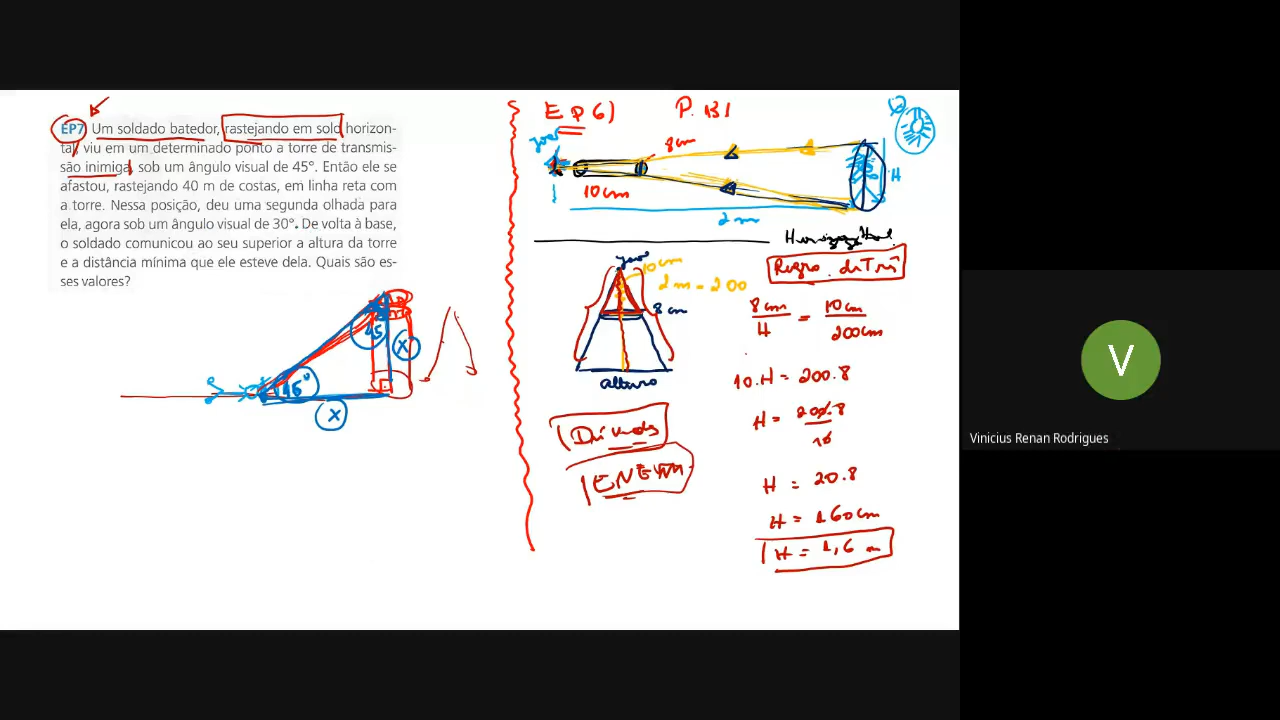 EP7 Um soldado batedor, rastejando em solo horizon-
tal, viu em um determinado ponto a torre de transmis-
são inimiga, sob um ângulo visual de 45°. Então ele se
afastou, rastejando 40 m de costas, em linha reta com
a torre. Nessa posição, deu uma segunda olhada para
ela, agora sob um ângulo visual de 30°. De volta à base,
o soldado comunicou ao seu superior a altura da torre
e a distância mínima que ele esteve dela. Quais são es-
ses valores?
45
X
45°
X
EP6) P.131
8cm
H
10cm
2m
10cm
2m = 200
8cm
altura
Regra de Três
8cm/H = 10cm/200cm
10.H = 200.8
H = 200.8/10
H = 20.8
H = 160cm
H = 1,6 m
Dúvidas
ENEM
V
Vinicius Renan Rodrigues